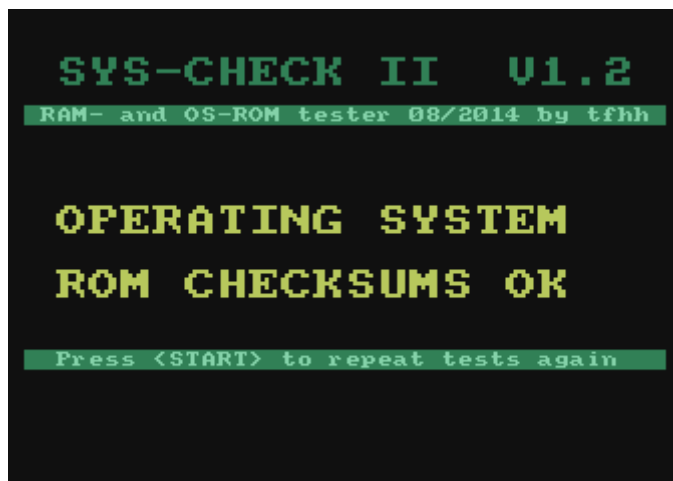 SYS-CHECK II V1.2
RAM- and OS-ROM tester 08/2014 by tfhh
OPERATING SYSTEM
ROM CHECKSUMS OK
Press <START> to repeat tests again